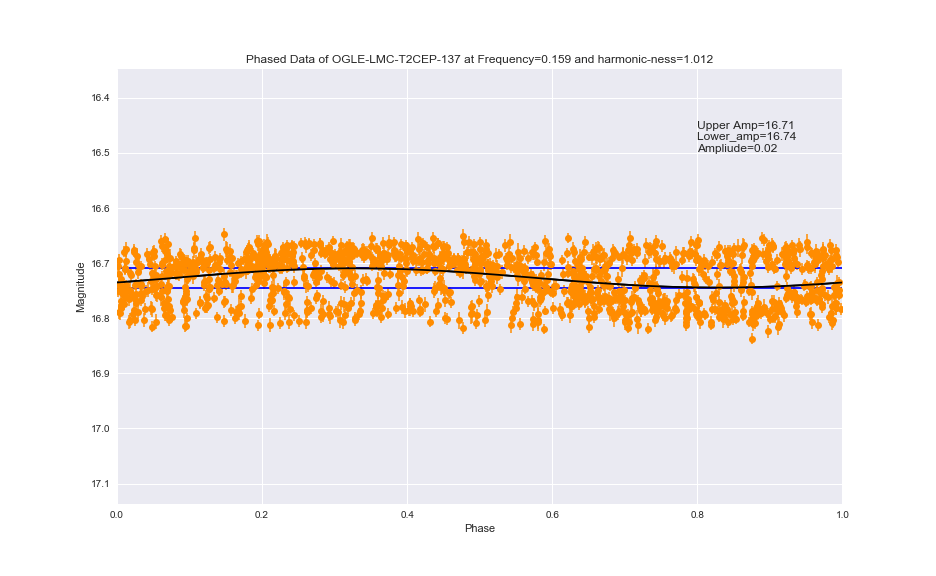 Phased Data of OGLE-LMC-T2CEP-137 at Frequency=0.159 and harmonic-ness=1.012
16.4
Upper Amp=16.71
Lower_amp=16.74
Ampliude=0.02
16.5
16.6
16.7
Magnitude
16.8
16.9
17.0
17.1
0.0 0.2 0.4 0.6 0.8 1.0
Phase